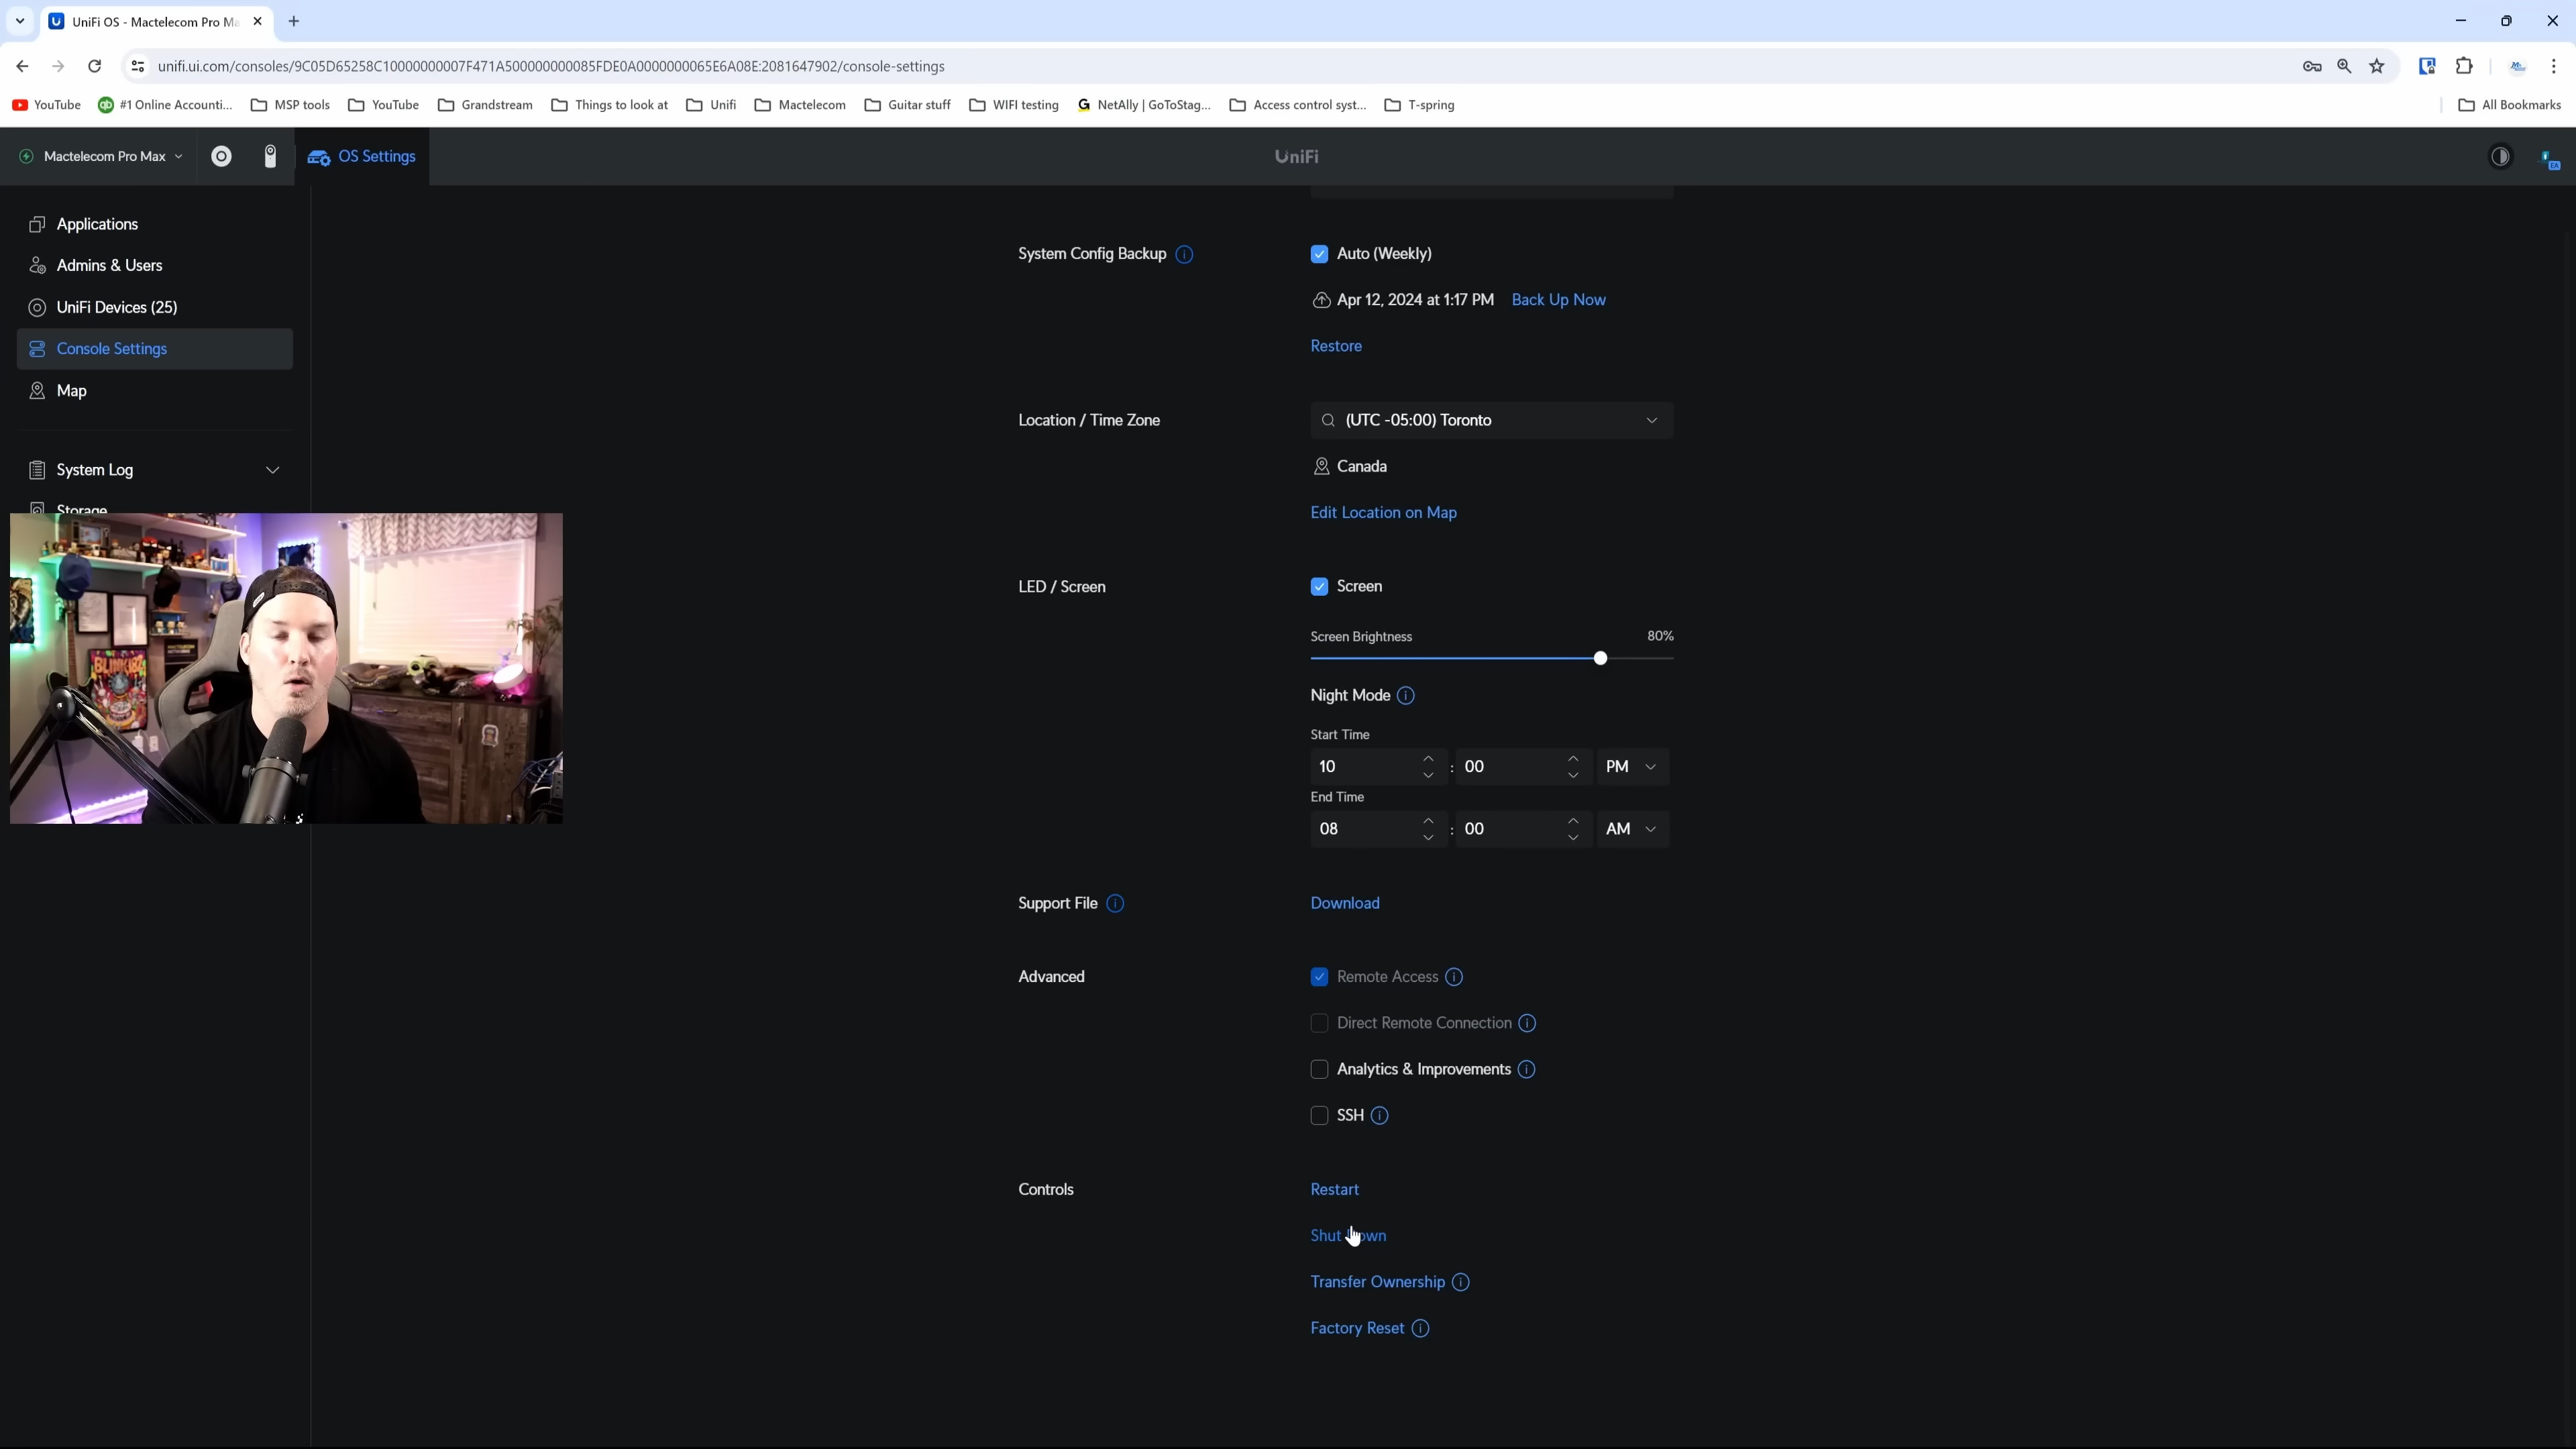 UniFi OS - Mactelecom Pro Ma
unifi.ui.com/consoles/9C05D65258C10000000007F471A500000000085FDE0A0000000065E6A08E:2081647902/console-settings
YouTube
#1 Online Accounti...
MSP tools
YouTube
Grandstream
Things to look at
Unifi
Mactelecom
Guitar stuff
WIFI testing
NetAlly | GoToStag...
Access control syst...
T-spring
All Bookmarks
Mactelecom Pro Max
OS Settings
UniFi
EA
Applications
Admins & Users
UniFi Devices (25)
Console Settings
Map
System Log
Storage
System Config Backup
Auto (Weekly)
Apr 12, 2024 at 1:17 PM Back Up Now
Restore
Location / Time Zone
(UTC -05:00) Toronto
Canada
Edit Location on Map
LED / Screen
Screen
Screen Brightness 80%
Night Mode
Start Time
10 : 00 PM
End Time
08 : 00 AM
Support File
Download
Advanced
Remote Access
Direct Remote Connection
Analytics & Improvements
SSH
Controls
Restart
Shut Down
Transfer Ownership
Factory Reset